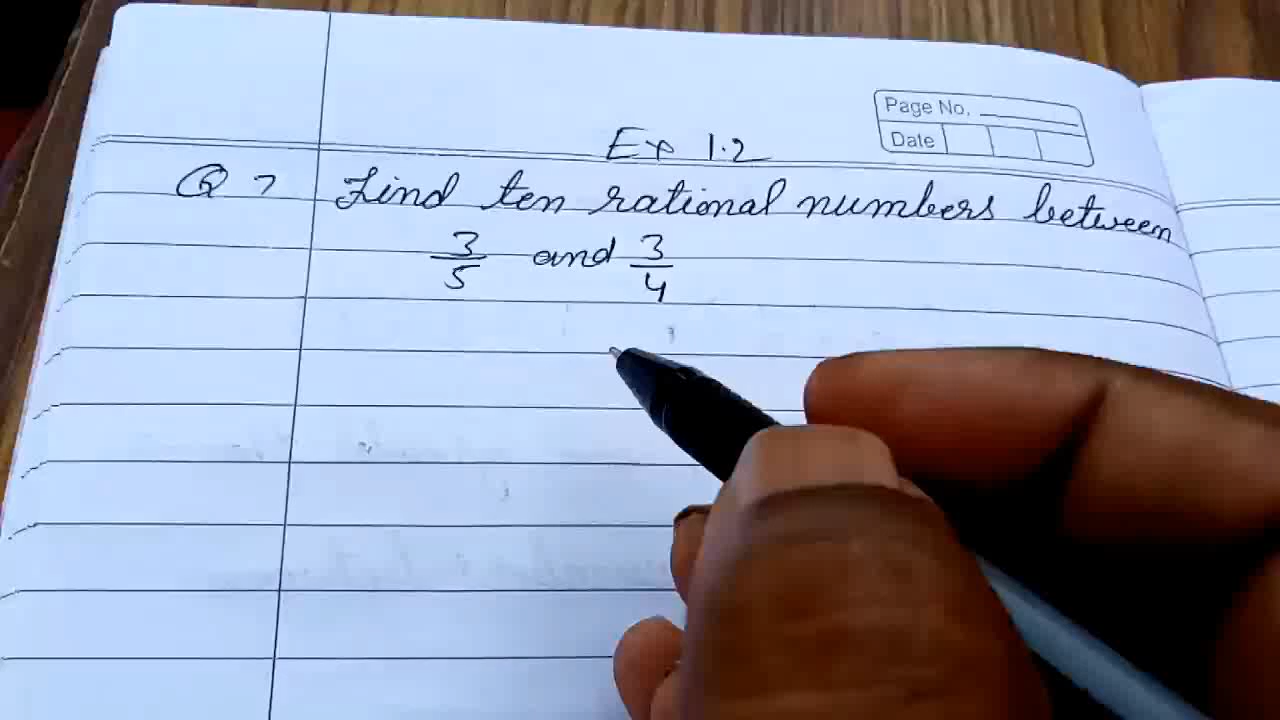 Page No.
Date
Ex 1.2
Q 7 Find ten rational numbers between
3/5 and 3/4